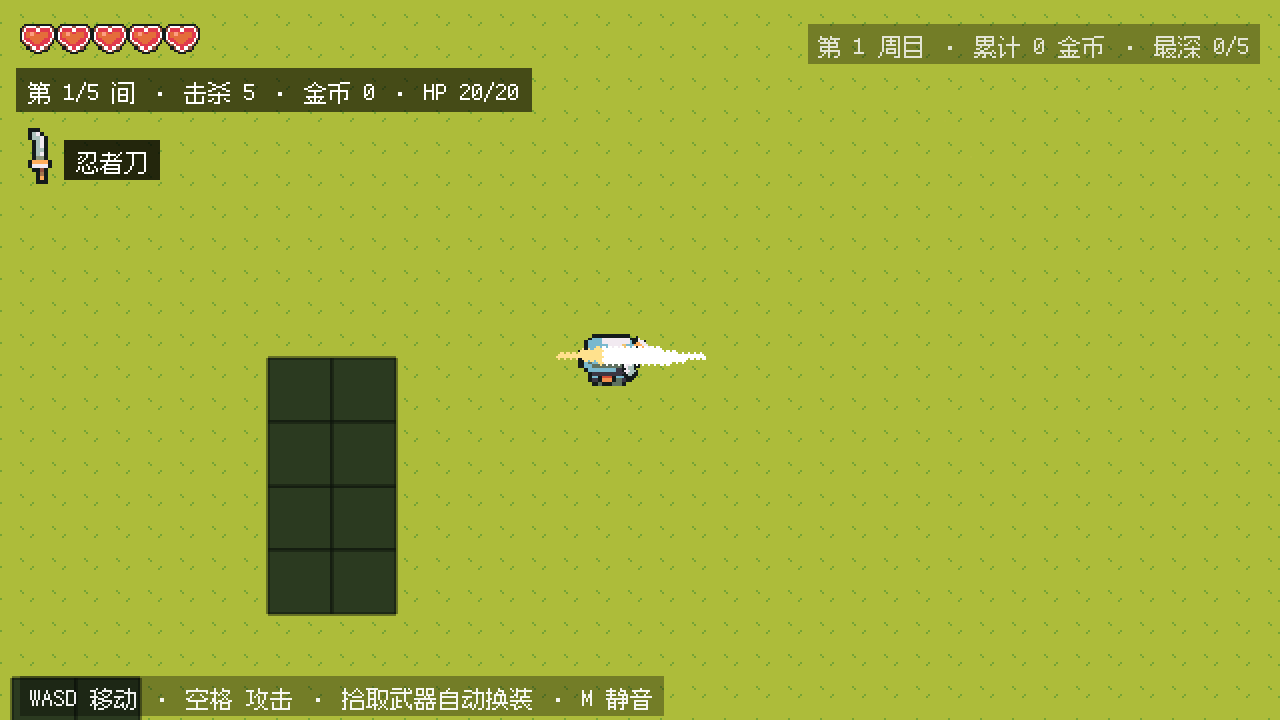 第 1 周目 · 累计 0 金币 · 最深 0/5
第 1/5 间 · 击杀 5 · 金币 0 · HP 20/20
忍者刀
WASD 移动 · 空格 攻击 · 拾取武器自动换装 · M 静音